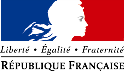 Liberté • Égalité • Fraternité
RÉPUBLIQUE FRANÇAISE